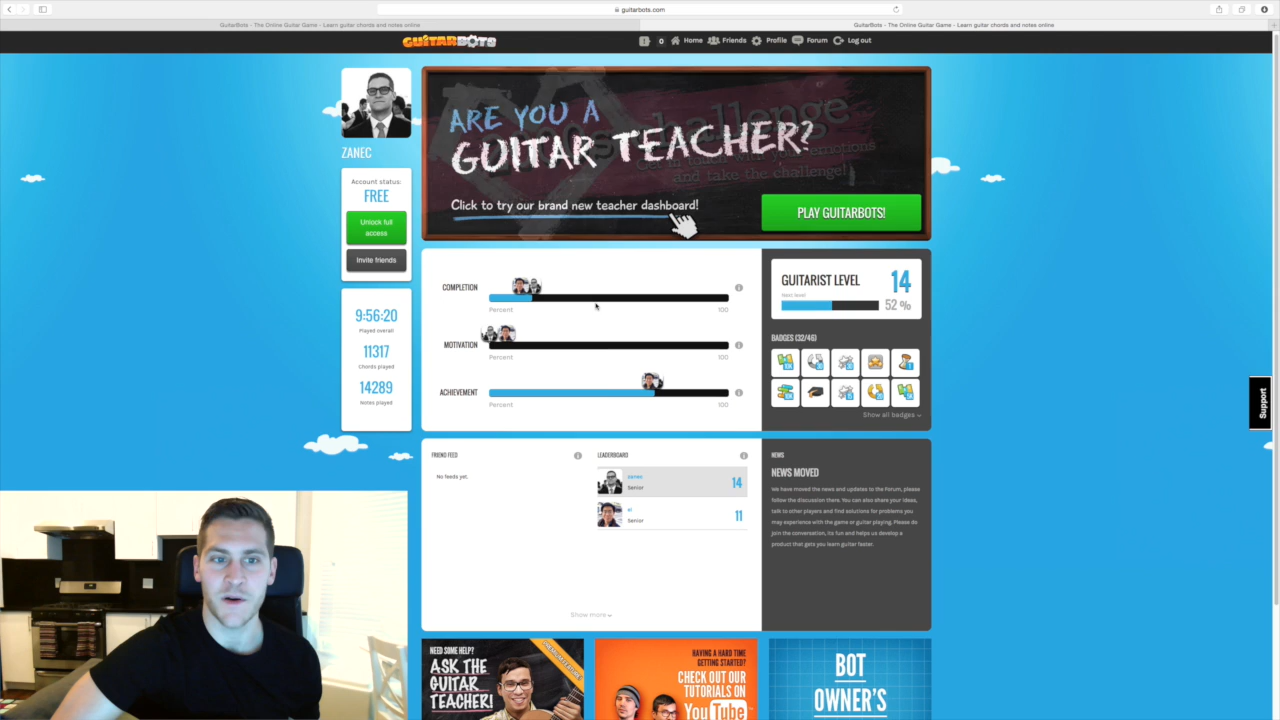 guitarbots.com
GuitarBots - The Online Guitar Game - Learn guitar chords and notes online
GuitarBots - The Online Guitar Game - Learn guitar chords and notes online
GUITARBOTS
0
Home
Friends
Profile
Forum
Log out
ZANEC
Account status:
FREE
Unlock full
access
Invite friends
9:56:20
Played overall
11317
Chords played
14289
Notes played
ARE YOU A
GUITAR TEACHER?
Click to try our brand new teacher dashboard!
PLAY GUITARBOTS!
COMPLETION
Percent
100
MOTIVATION
Percent
100
ACHIEVEMENT
Percent
100
GUITARIST LEVEL
14
Next level
52 %
BADGES (32/46)
Show all badges
Support
FRIEND FEED
No feeds yet.
LEADERBOARD
Zanec
Senior
14
Senior
11
Show more
NEWS
NEWS MOVED
We have moved the news and updates to the Forum, please
follow the discussion there. You can also share your ideas,
talk to other players and find solutions for problems you
may experience with the game or guitar playing. Please do
join the conversation, its fun and helps us develop a
product that gets you learn guitar faster.
NEED SOME HELP?
ASK THE
GUITAR
TEACHER!
HAVING A HARD TIME
GETTING STARTED?
CHECK OUT OUR
TUTORIALS ON
YouTube
BOT
OWNER'S